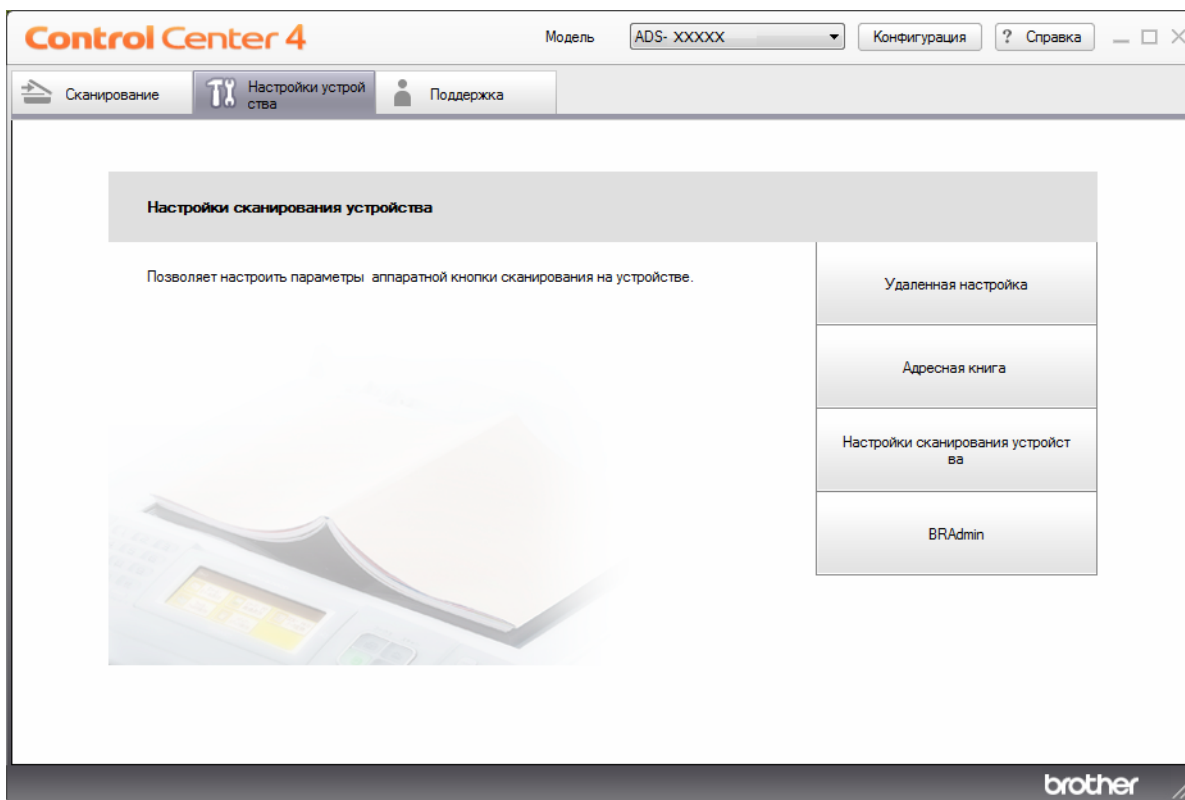 Control Center 4
Модель
ADS- XXXXX
Конфигурация
? Справка
Сканирование
Настройки устрой
ства
Поддержка
Настройки сканирования устройства
Позволяет настроить параметры аппаратной кнопки сканирования на устройстве.
Удаленная настройка
Адресная книга
Настройки сканирования устройст
ва
BRAdmin
brother